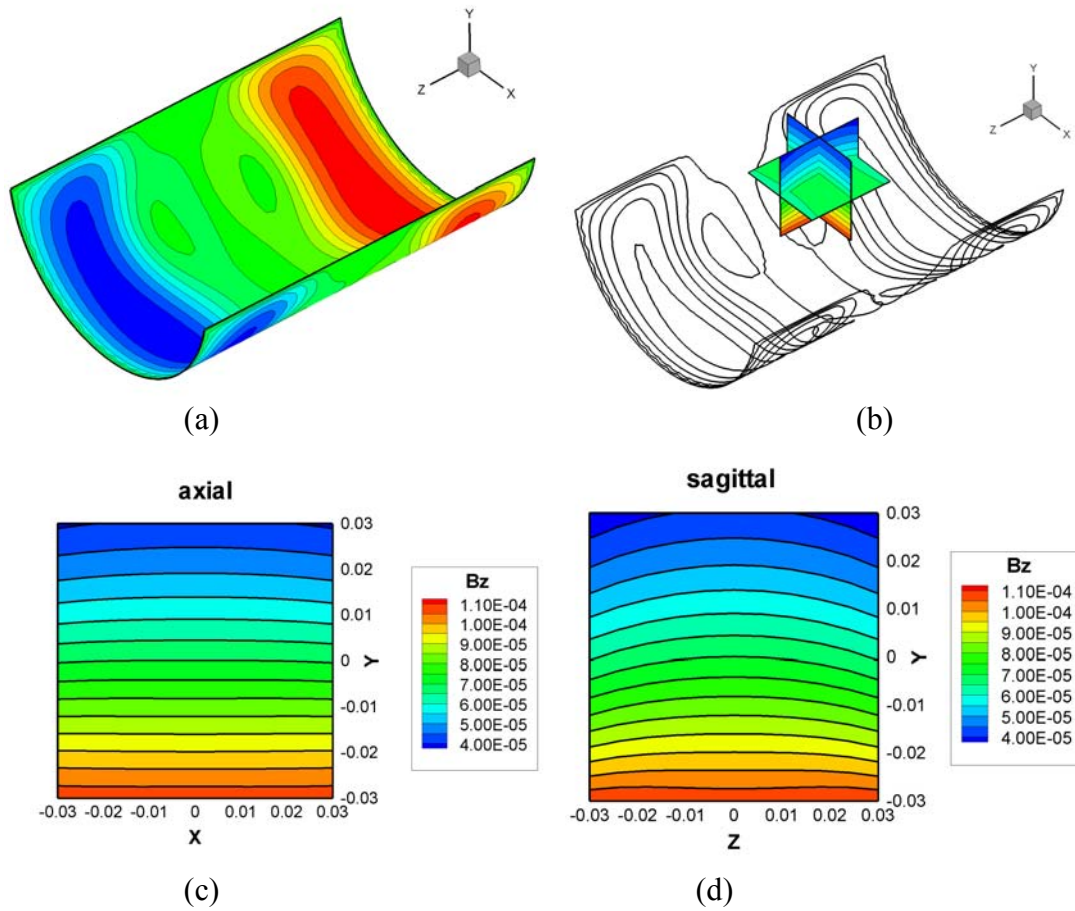 Y
Z
X
(a)
Y
Z
X
(b)
axial
0.03
0.02
0.01
0
-0.01
-0.02
-0.03
Y
-0.03 -0.02 -0.01 0 0.01 0.02 0.03
X
Bz
1.10E-04
1.00E-04
9.00E-05
8.00E-05
7.00E-05
6.00E-05
5.00E-05
4.00E-05
(c)
sagittal
0.03
0.02
0.01
0
-0.01
-0.02
-0.03
Y
-0.03 -0.02 -0.01 0 0.01 0.02 0.03
Z
Bz
1.10E-04
1.00E-04
9.00E-05
8.00E-05
7.00E-05
6.00E-05
5.00E-05
4.00E-05
(d)